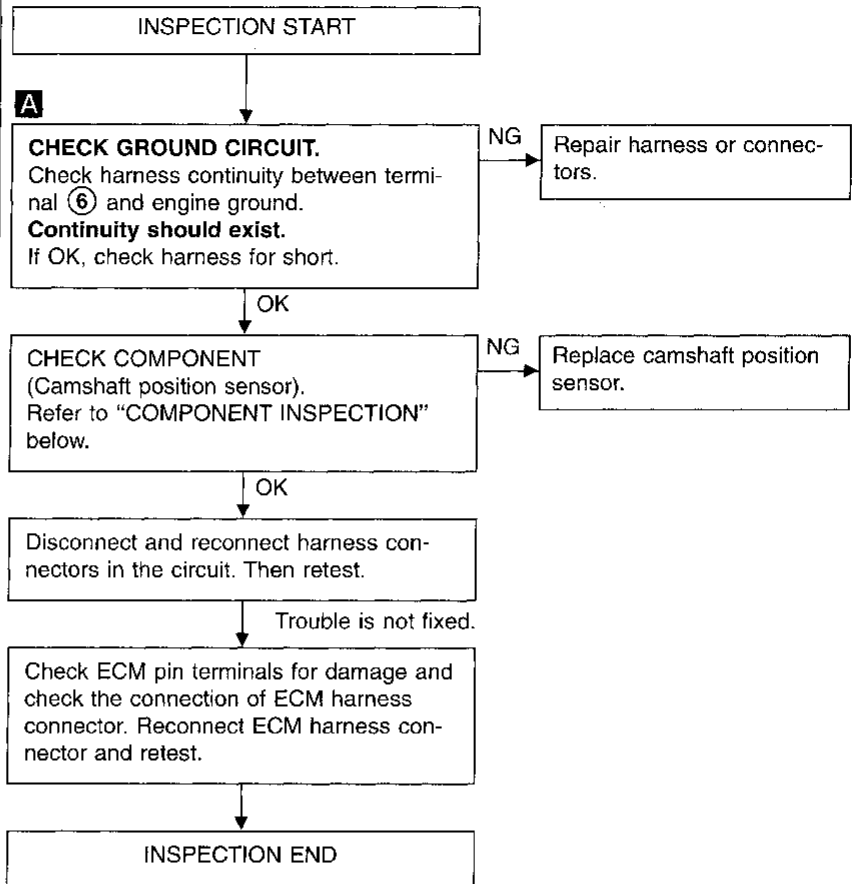 INSPECTION START
A
CHECK GROUND CIRCUIT.
Check harness continuity between termi-
nal ⑥ and engine ground.
Continuity should exist.
If OK, check harness for short.
NG
Repair harness or connec-
tors.
OK
CHECK COMPONENT
(Camshaft position sensor).
Refer to “COMPONENT INSPECTION”
below.
NG
Replace camshaft position
sensor.
OK
Disconnect and reconnect harness con-
nectors in the circuit. Then retest.
Trouble is not fixed.
Check ECM pin terminals for damage and
check the connection of ECM harness
connector. Reconnect ECM harness con-
nector and retest.
INSPECTION END